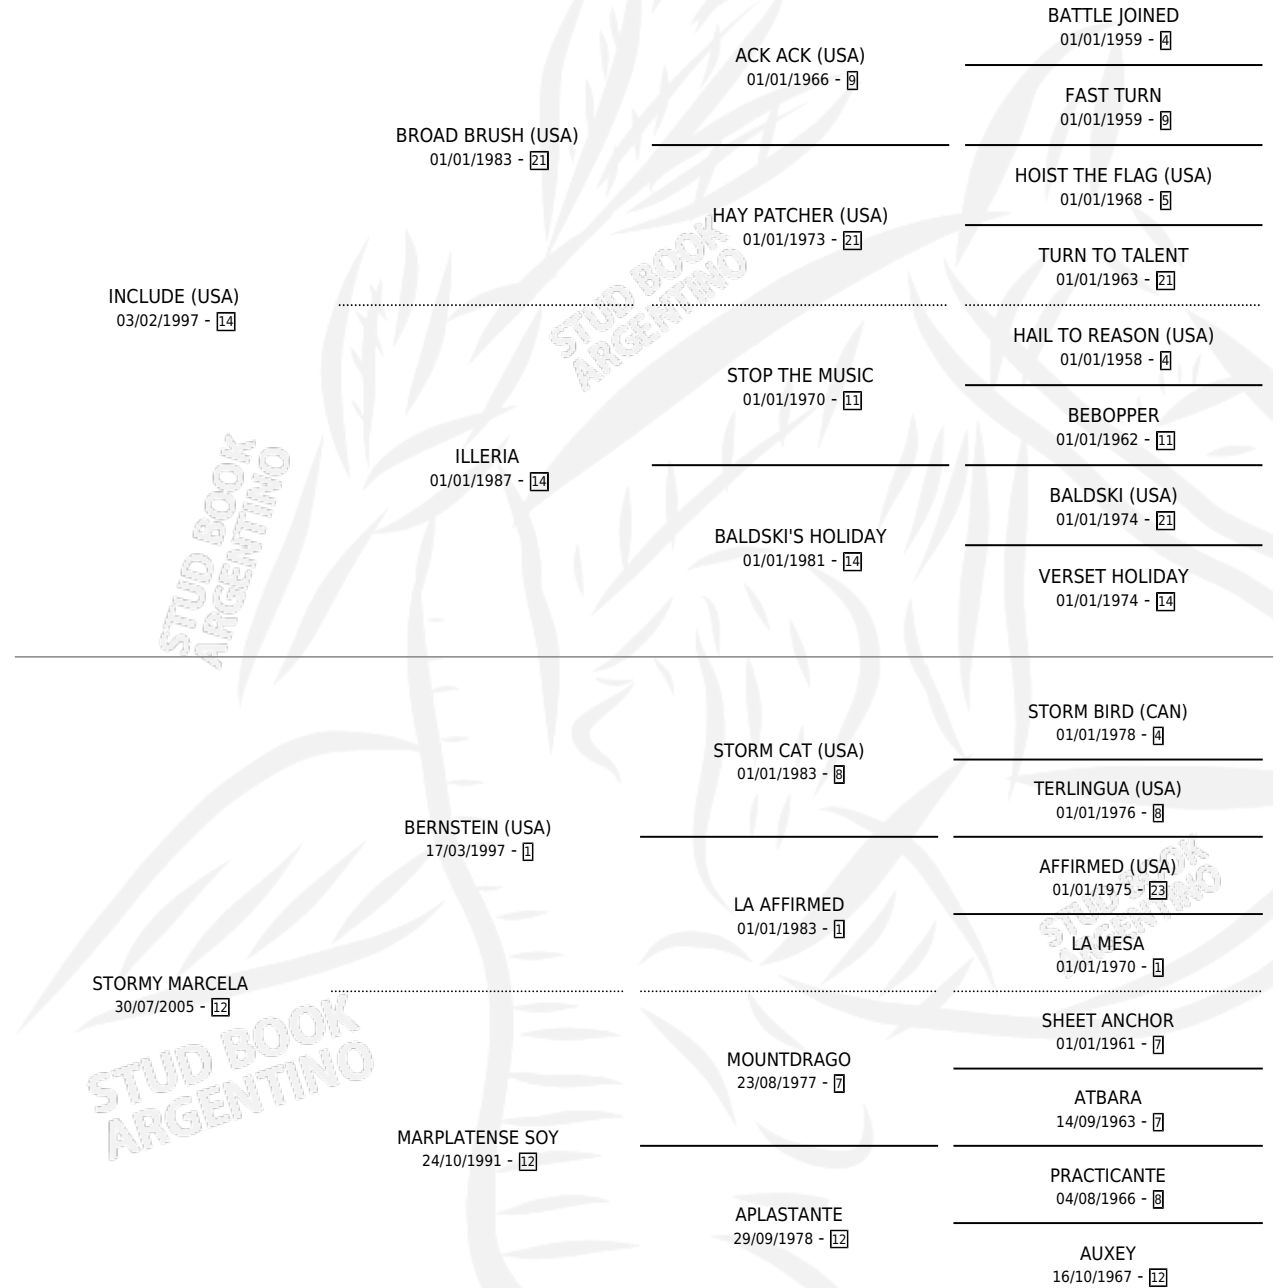 BATTLE JOINED
01/01/1959 - 4
ACK ACK (USA)
01/01/1966 - 9
FAST TURN
01/01/1959 - 9
BROAD BRUSH (USA)
01/01/1983 - 21
HOIST THE FLAG (USA)
01/01/1968 - 5
HAY PATCHER (USA)
01/01/1973 - 21
TURN TO TALENT
01/01/1963 - 21
INCLUDE (USA)
03/02/1997 - 14
HAIL TO REASON (USA)
01/01/1958 - 4
STOP THE MUSIC
01/01/1970 - 11
BEBOPPER
01/01/1962 - 11
ILLERIA
01/01/1987 - 14
BALDSKI (USA)
01/01/1974 - 21
BALDSKI'S HOLIDAY
01/01/1981 - 14
VERSET HOLIDAY
01/01/1974 - 14
STORM BIRD (CAN)
01/01/1978 - 4
STORM CAT (USA)
01/01/1983 - 8
TERLINGUA (USA)
01/01/1976 - 8
BERNSTEIN (USA)
17/03/1997 - 1
AFFIRMED (USA)
01/01/1975 - 23
LA AFFIRMED
01/01/1983 - 1
LA MESA
01/01/1970 - 1
STORMY MARCELA
30/07/2005 - 12
SHEET ANCHOR
01/01/1961 - 7
MOUNTDRAGO
23/08/1977 - 7
ATBARA
14/09/1963 - 7
MARPLATENSE SOY
24/10/1991 - 12
PRACTICANTE
04/08/1966 - 8
APLASTANTE
29/09/1978 - 12
AUXEY
16/10/1967 - 12
STUD BOOK
ARGENTINO
STUD BOOK
ARGENTINO
STUD BOOK
ARGENTINO
STUD BOOK
ARGENTINO